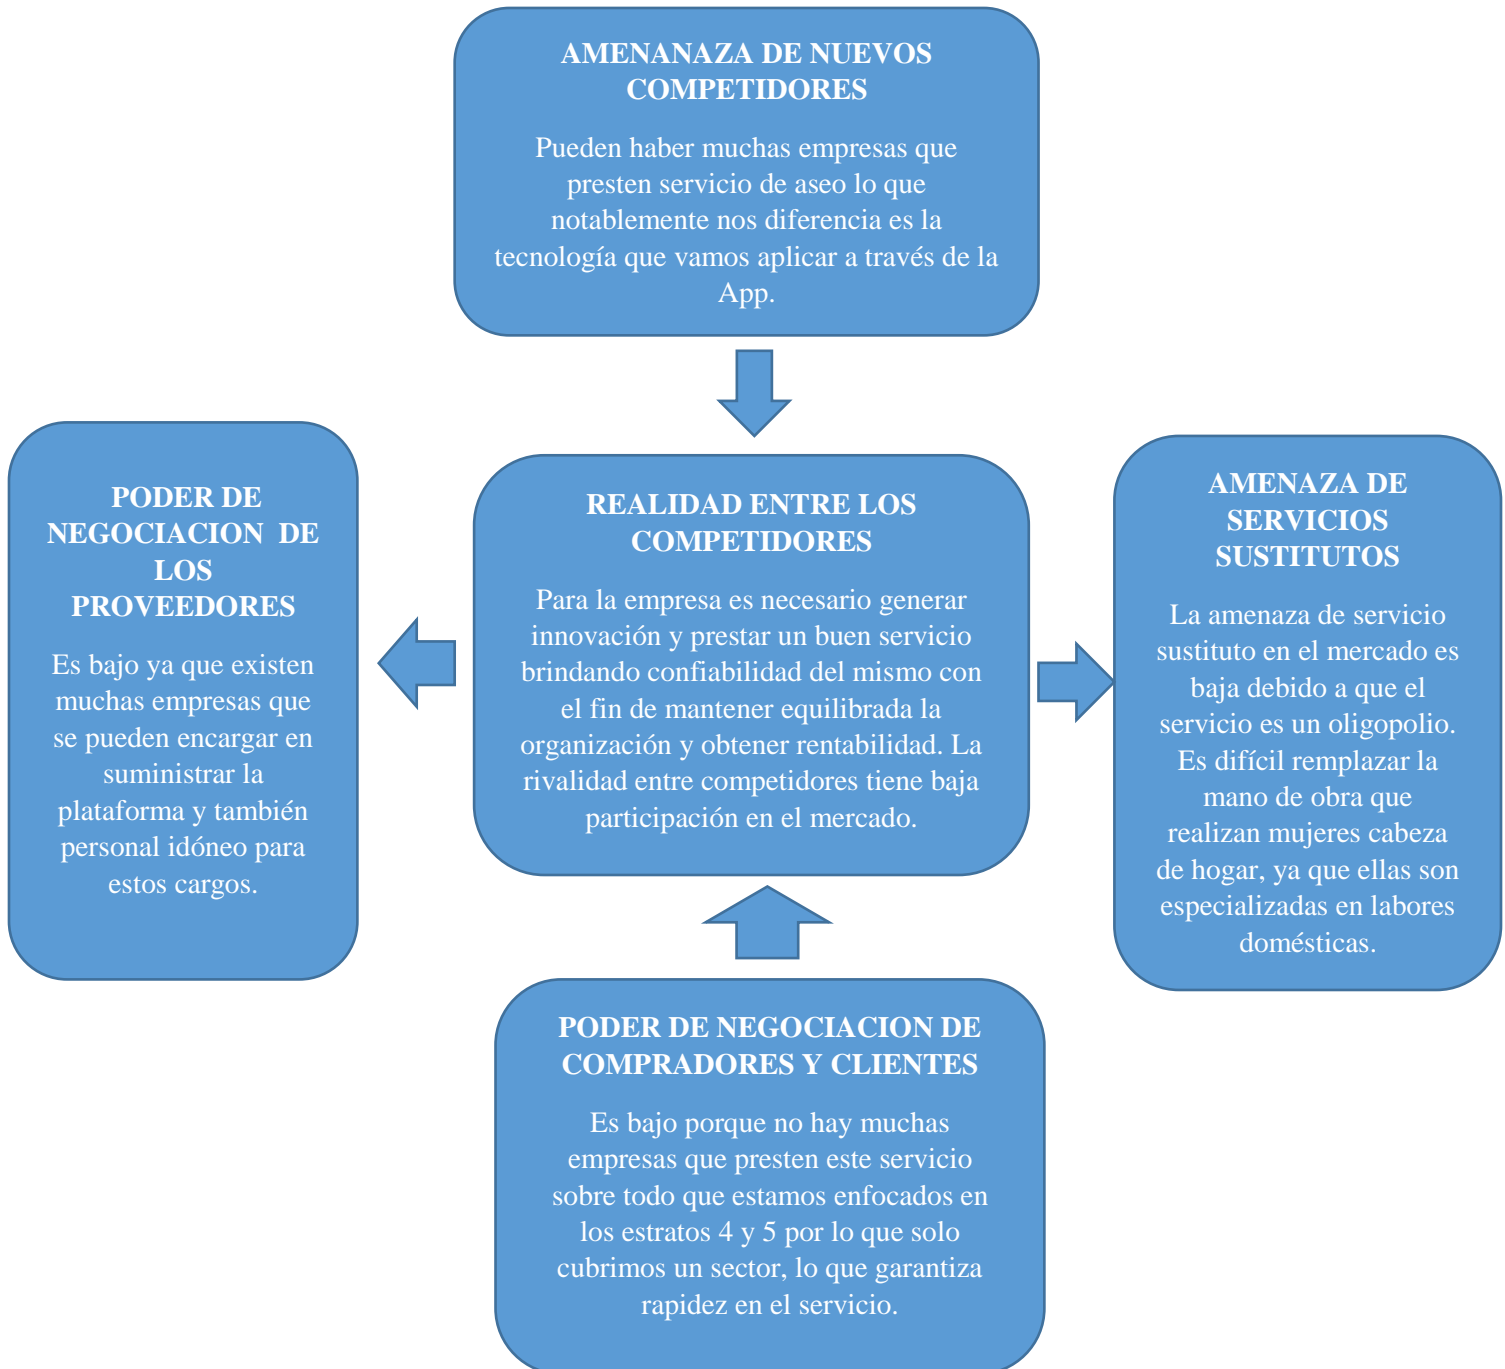 AMENANAZA DE NUEVOS
COMPETIDORES
Pueden haber muchas empresas que
presten servicio de aseo lo que
notablemente nos diferencia es la
tecnología que vamos aplicar a través de la
App.
PODER DE
NEGOCIACION DE
LOS
PROVEEDORES
Es bajo ya que existen
muchas empresas que
se pueden encargar en
suministrar la
plataforma y también
personal idóneo para
estos cargos.
REALIDAD ENTRE LOS
COMPETIDORES
Para la empresa es necesario generar
innovación y prestar un buen servicio
brindando confiabilidad del mismo con
el fin de mantener equilibrada la
organización y obtener rentabilidad. La
rivalidad entre competidores tiene baja
participación en el mercado.
AMENAZA DE
SERVICIOS
SUSTITUTOS
La amenaza de servicio
sustituto en el mercado es
baja debido a que el
servicio es un oligopolio.
Es difícil remplazar la
mano de obra que
realizan mujeres cabeza
de hogar, ya que ellas son
especializadas en labores
domésticas.
PODER DE NEGOCIACION DE
COMPRADORES Y CLIENTES
Es bajo porque no hay muchas
empresas que presten este servicio
sobre todo que estamos enfocados en
los estratos 4 y 5 por lo que solo
cubrimos un sector, lo que garantiza
rapidez en el servicio.